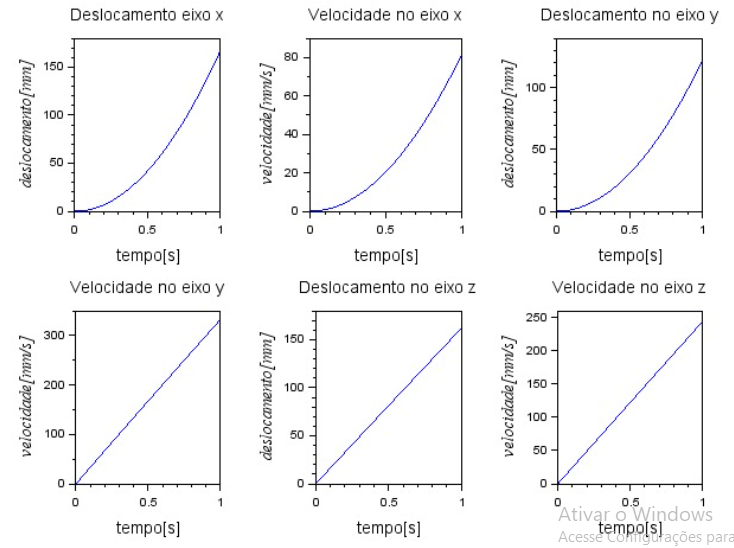 Deslocamento eixo x
Velocidade no eixo x
Deslocamento no eixo y
deslocamento[mm]
150
100
50
0
0
0.5
1
tempo[s]
velocidade[mm/s]
80
60
40
20
0
0
0.5
1
tempo[s]
deslocamento[mm]
100
50
0
0
0.5
1
tempo[s]
Velocidade no eixo y
Deslocamento no eixo z
Velocidade no eixo z
velocidade[mm/s]
300
200
100
0
0
0.5
1
tempo[s]
deslocamento[mm]
150
100
50
0
0
0.5
1
tempo[s]
velocidade[mm/s]
250
200
150
100
50
0
0
0.5
1
tempo[s]
Ativar o Windows
Acesse Configurações para